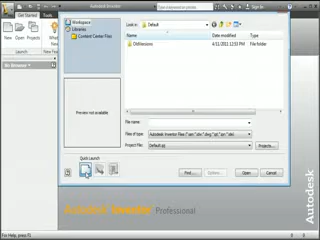 Autodesk Inventor
Sign In
Get Started
Tools
New
Open
Projects
Launch
Workspace
Libraries
Content Center Files
Look in:
Default
Name
Date modified
Type
OldVersions
4/11/2011 12:53 PM
File folder
Preview not available
File name:
Files of type:
Autodesk Inventor Files (*.iam;*.idw;*.dwg;*.ipt;*.ipn;*.ide)
Project File:
Default.ipj
Projects...
Quick Launch
Find...
Options...
Open
Cancel
Autodesk Inventor Professional
Autodesk
For Help, press F1